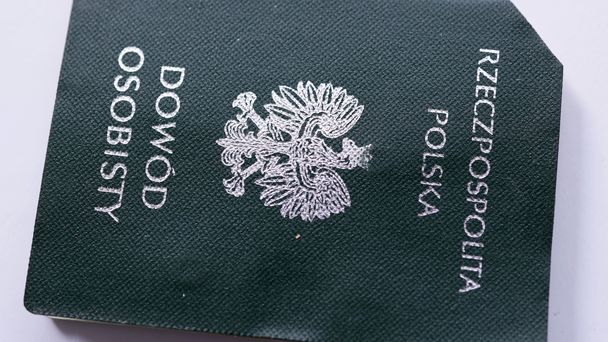 RZECZPOSPOLITA
POLSKA
DOWÓD
OSOBISTY